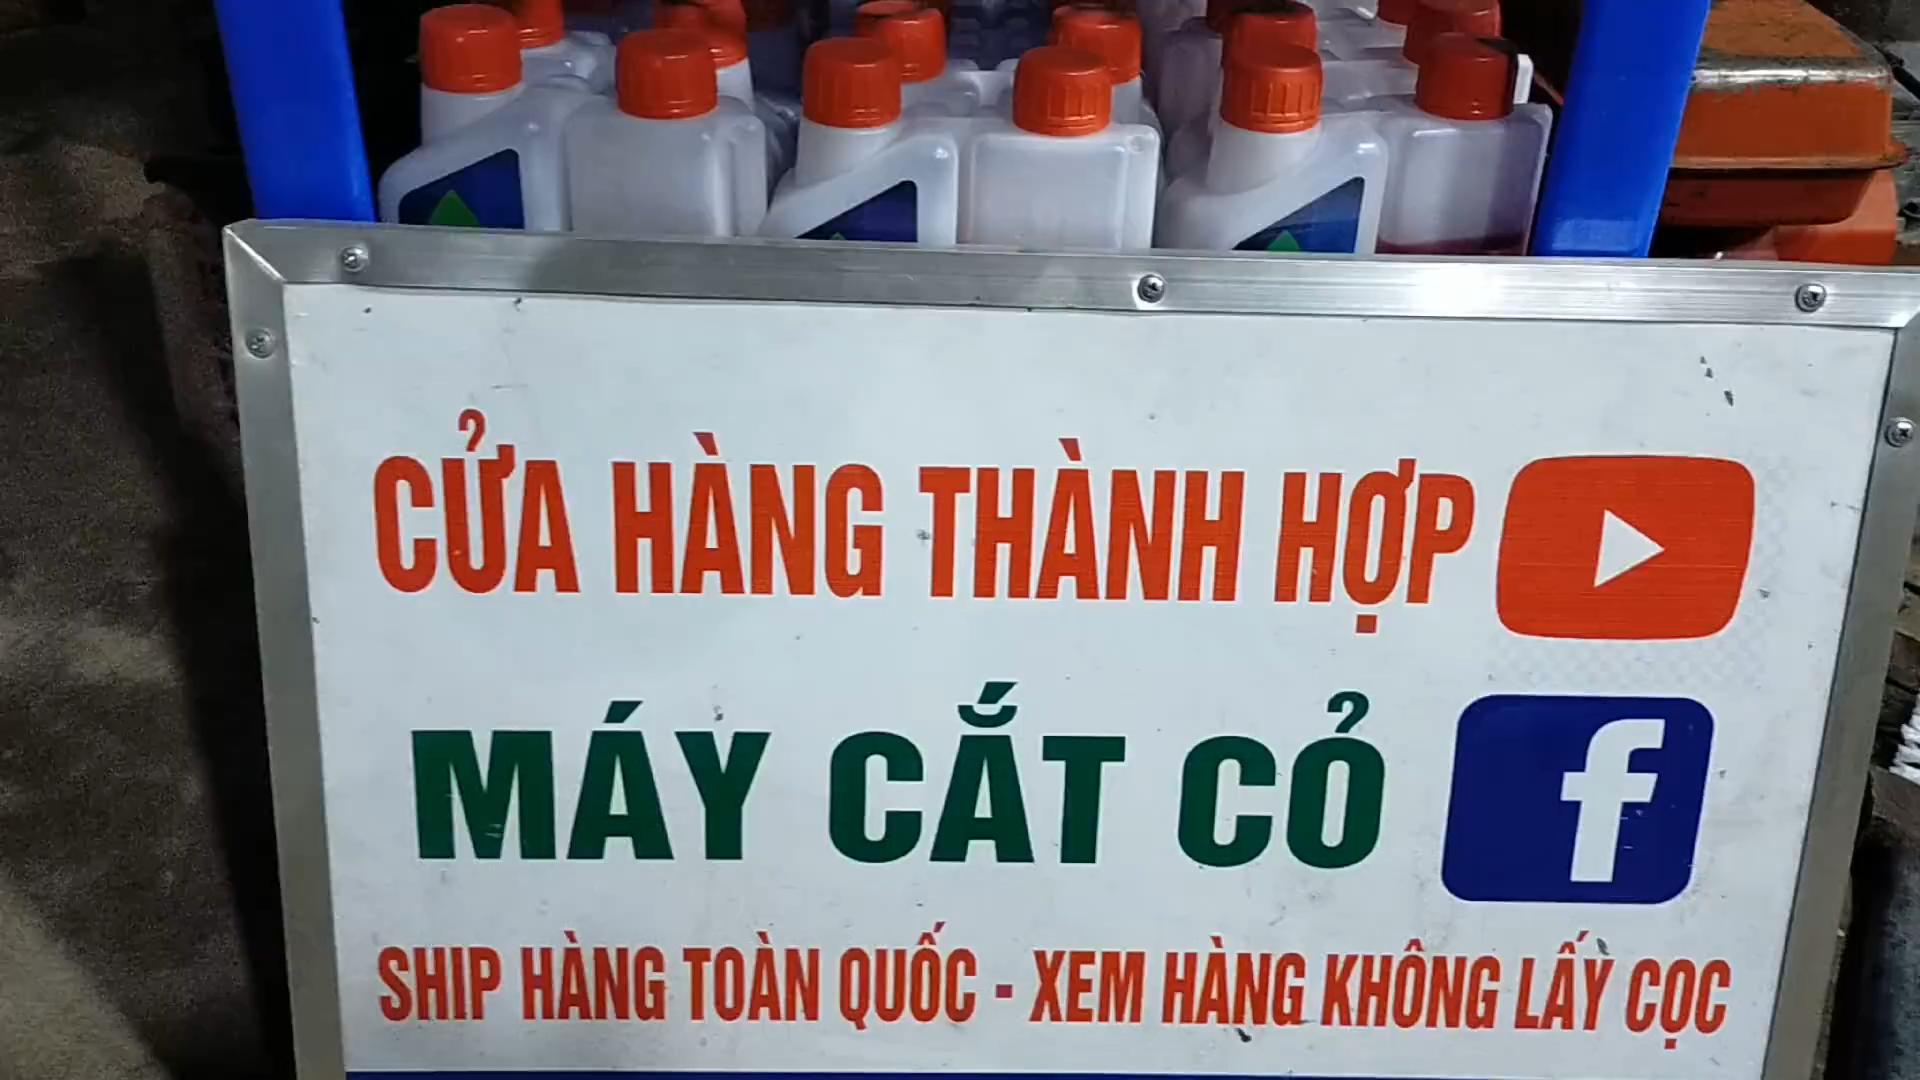 CỬA HÀNG THÀNH HỢP
MÁY CẮT CỎ
SHIP HÀNG TOÀN QUỐC - XEM HÀNG KHÔNG LẤY CỌC